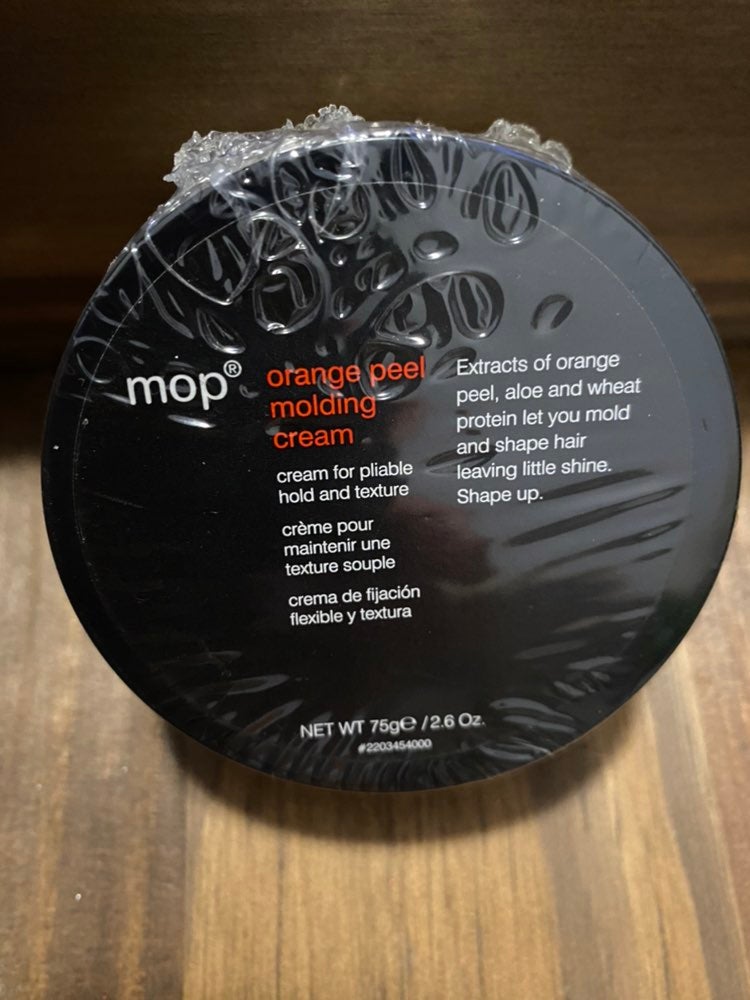 mop®
orange peel
molding
cream
cream for pliable
hold and texture
crème pour
maintenir une
texture souple
crema de fijación
flexible y textura
Extracts of orange
peel, aloe and wheat
protein let you mold
and shape hair
leaving little shine.
Shape up.
NET WT 75g℮ / 2.6 Oz.
#2203454000